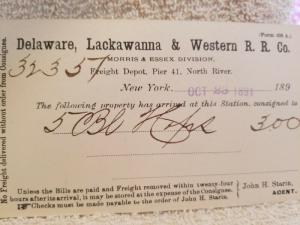 (Form 108 A.)
Delaware, Lackawanna & Western R. R. Co.
MORRIS & ESSEX DIVISION.
32357
Freight Depot, Pier 41, North River.
New York, OCT 23 1891 189
The following property has arrived at this Station, consigned to
5 Bl Hops 300
Unless the Bills are paid and Freight removed within twenty-four
hours after its arrival, it may be stored at the expense of the Consignee.
Checks must be made payable to the order of John H. Starin.
John H. Starin,
AGENT.
No Freight delivered without order from Consignee.